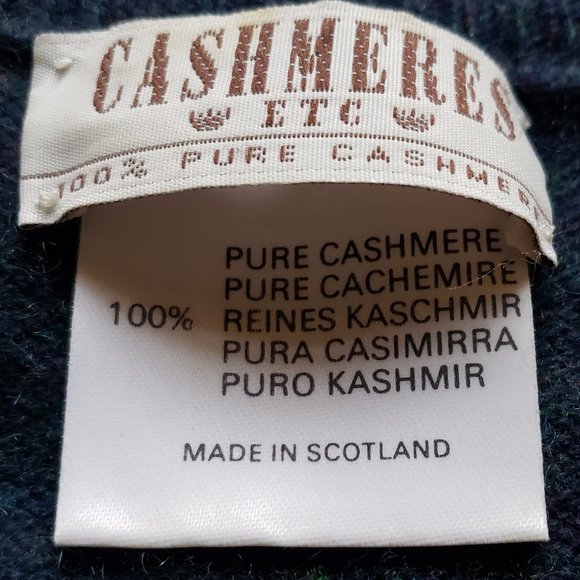 CASHMERES
ETC
100% PURE CASHMERE
PURE CASHMERE
PURE CACHEMIRE
100% REINES KASCHMIR
PURA CASIMIRRA
PURO KASHMIR
MADE IN SCOTLAND